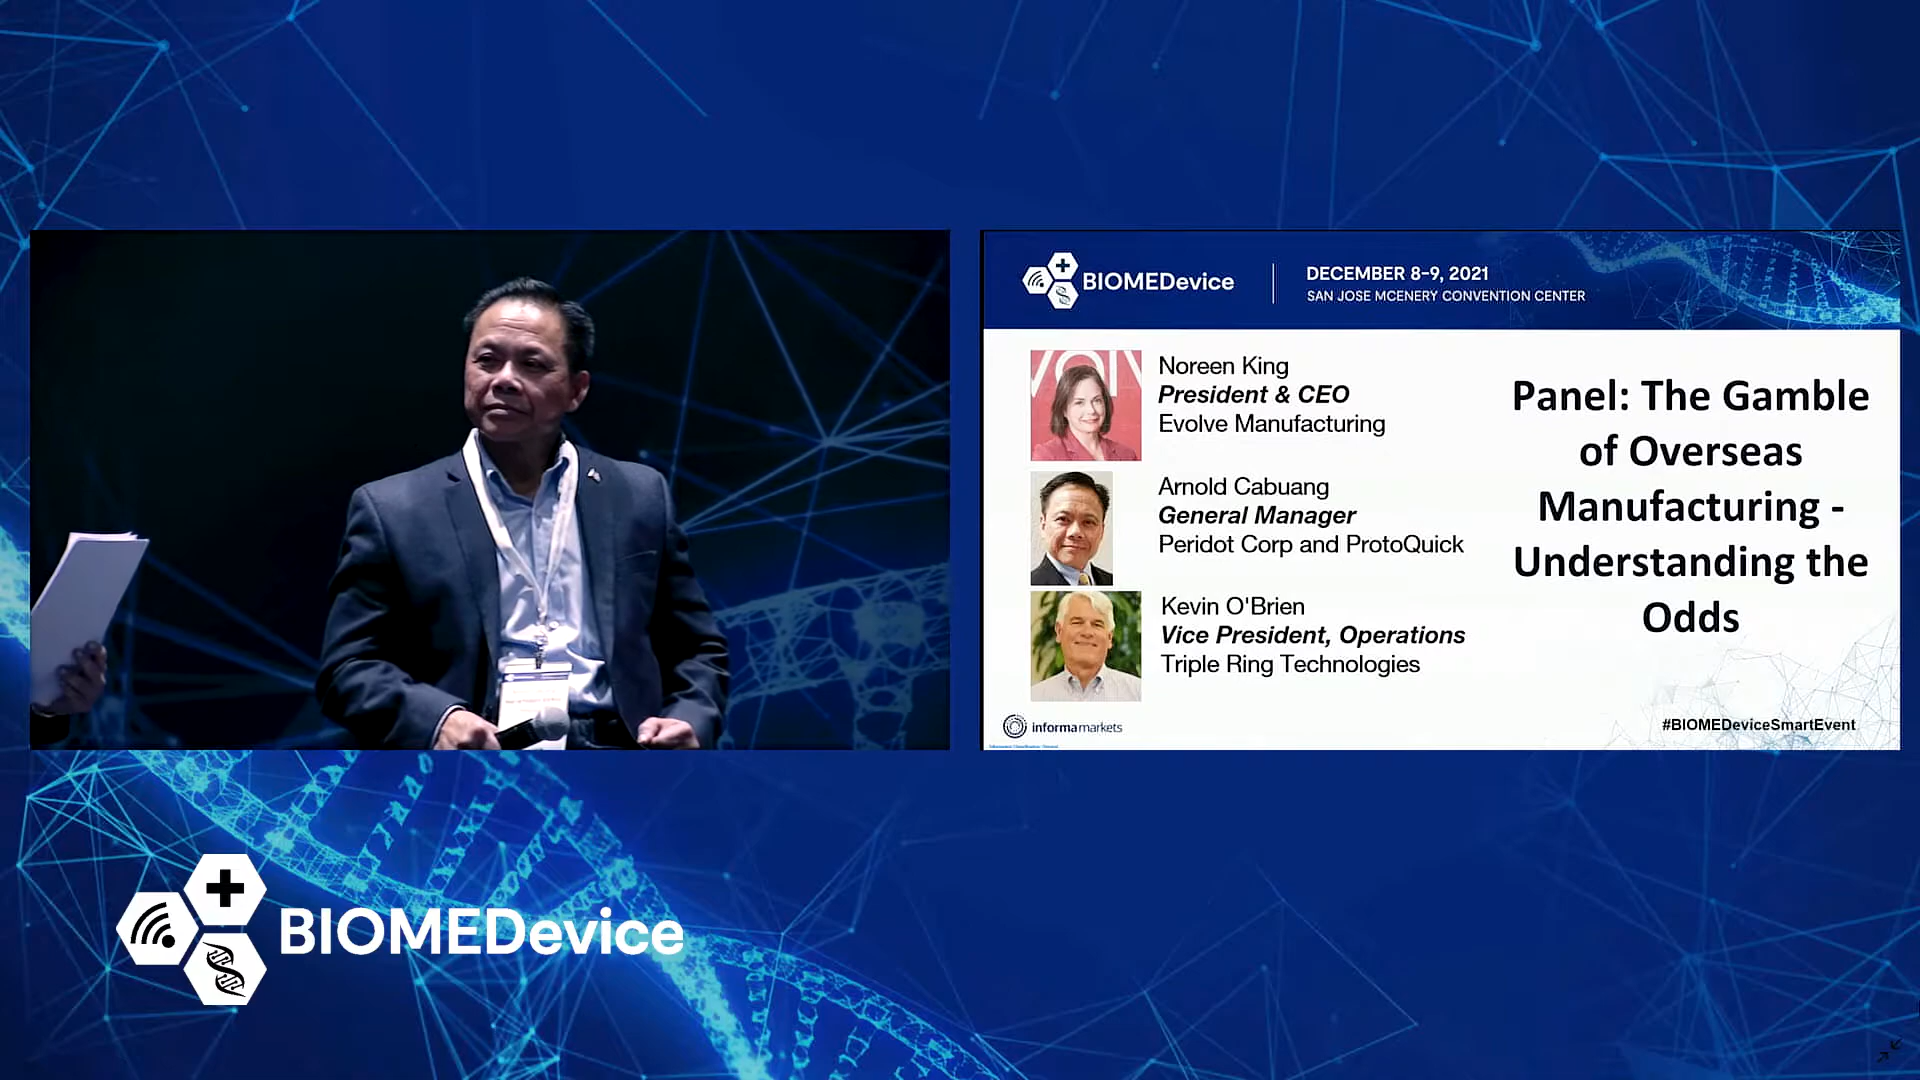 BIOMEDevice
DECEMBER 8-9, 2021
SAN JOSE MCENERY CONVENTION CENTER
Noreen King
President & CEO
Evolve Manufacturing
Arnold Cabuang
General Manager
Peridot Corp and ProtoQuick
Kevin O'Brien
Vice President, Operations
Triple Ring Technologies
Panel: The Gamble
of Overseas
Manufacturing -
Understanding the
Odds
informa markets
#BIOMEDeviceSmartEvent
BIOMEDevice